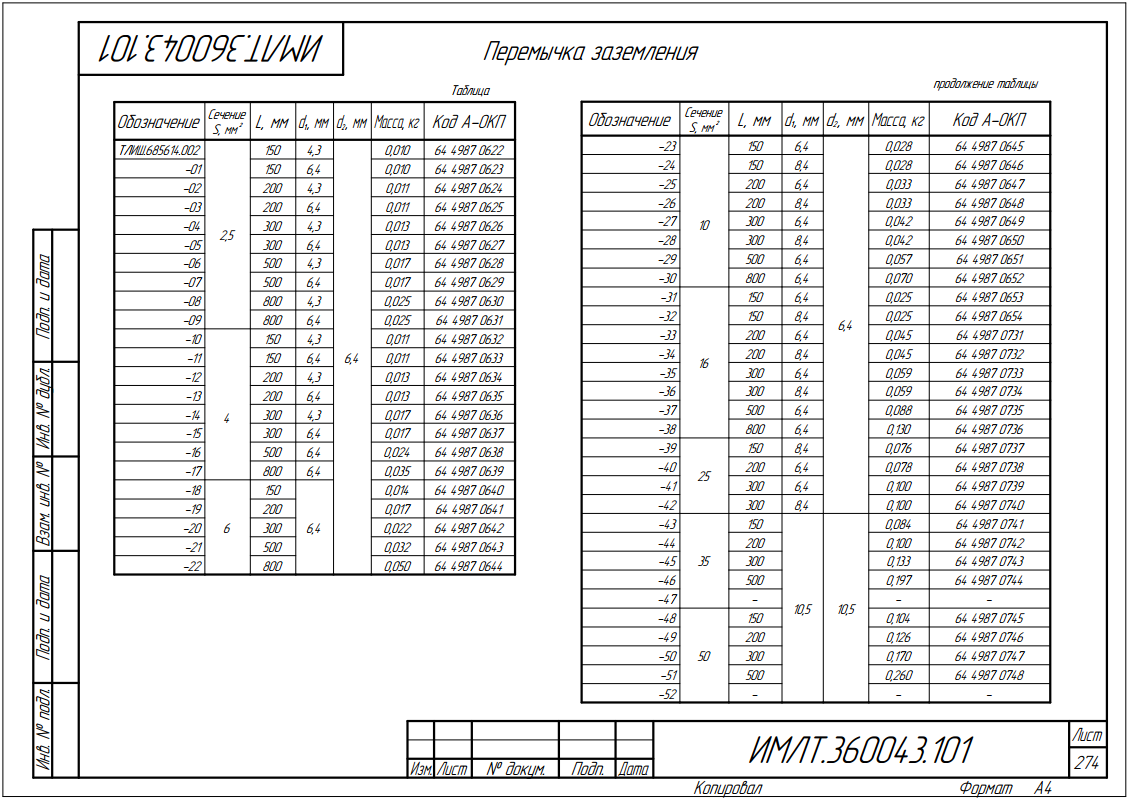 ИМЛТ.360043.101
Перемычка заземления
Таблица
Обозначение Сечение S, мм² L, мм d₁, мм d₂, мм Масса, кг Код А-ОКП
ТЛИШ.685614.002 2,5 150 4,3 6,4 0,010 64 4987 0622
-01 150 6,4 0,010 64 4987 0623
-02 200 4,3 0,011 64 4987 0624
-03 200 6,4 0,011 64 4987 0625
-04 300 4,3 0,013 64 4987 0626
-05 300 6,4 0,013 64 4987 0627
-06 500 4,3 0,017 64 4987 0628
-07 500 6,4 0,017 64 4987 0629
-08 800 4,3 0,025 64 4987 0630
-09 800 6,4 0,025 64 4987 0631
-10 4 150 4,3 0,011 64 4987 0632
-11 150 6,4 0,011 64 4987 0633
-12 200 4,3 0,013 64 4987 0634
-13 200 6,4 0,013 64 4987 0635
-14 300 4,3 0,017 64 4987 0636
-15 300 6,4 0,017 64 4987 0637
-16 500 6,4 0,024 64 4987 0638
-17 800 6,4 0,035 64 4987 0639
-18 6 150 6,4 0,014 64 4987 0640
-19 200 0,017 64 4987 0641
-20 300 0,022 64 4987 0642
-21 500 0,032 64 4987 0643
-22 800 0,050 64 4987 0644
продолжение таблицы
Обозначение Сечение S, мм² L, мм d₁, мм d₂, мм Масса, кг Код А-ОКП
-23 10 150 6,4 6,4 0,028 64 4987 0645
-24 150 8,4 0,028 64 4987 0646
-25 200 6,4 0,033 64 4987 0647
-26 200 8,4 0,033 64 4987 0648
-27 300 6,4 0,042 64 4987 0649
-28 300 8,4 0,042 64 4987 0650
-29 500 6,4 0,057 64 4987 0651
-30 800 6,4 0,070 64 4987 0652
-31 16 150 6,4 0,025 64 4987 0653
-32 150 8,4 0,025 64 4987 0654
-33 200 6,4 0,045 64 4987 0731
-34 200 8,4 0,045 64 4987 0732
-35 300 6,4 0,059 64 4987 0733
-36 300 8,4 0,059 64 4987 0734
-37 500 6,4 0,088 64 4987 0735
-38 800 6,4 0,130 64 4987 0736
-39 25 150 8,4 0,076 64 4987 0737
-40 200 6,4 0,078 64 4987 0738
-41 300 6,4 0,100 64 4987 0739
-42 300 8,4 0,100 64 4987 0740
-43 35 150 10,5 10,5 0,084 64 4987 0741
-44 200 0,100 64 4987 0742
-45 300 0,133 64 4987 0743
-46 500 0,197 64 4987 0744
-47 - - -
-48 50 150 0,104 64 4987 0745
-49 200 0,126 64 4987 0746
-50 300 0,170 64 4987 0747
-51 500 0,260 64 4987 0748
-52 - - -
Подп. и дата
Инв. № дубл.
Взам. инв. №
Подп. и дата
Инв. № подл.
Изм. Лист № докум. Подп. Дата
ИМЛТ.360043.101
Лист
274
Копировал
Формат А4